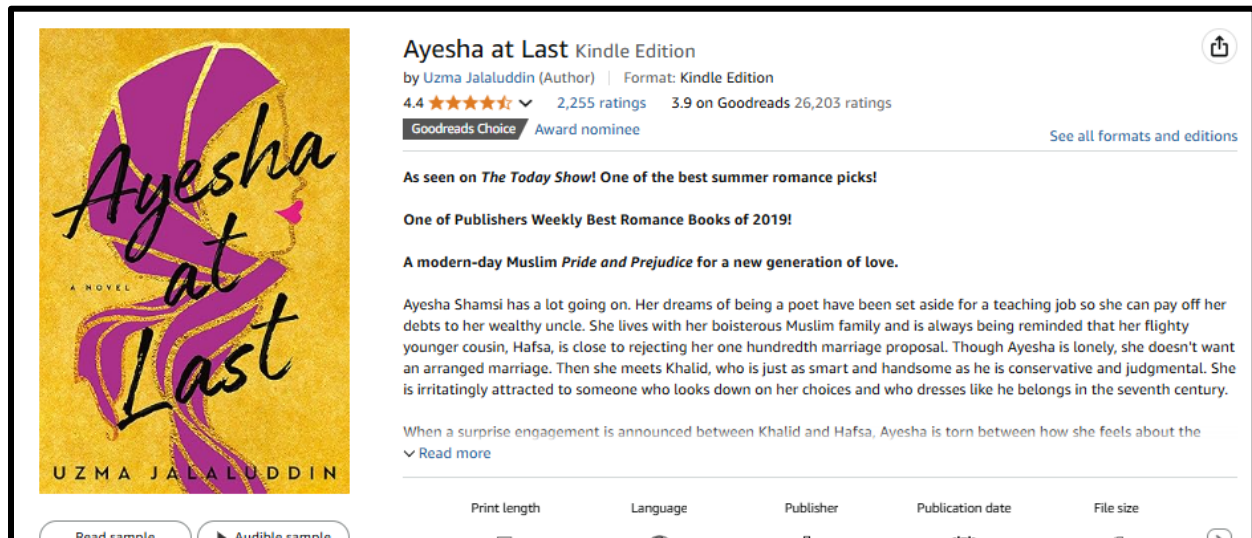 Ayesha
at
Last
A NOVEL
UZMA JALALUDDIN
Read sample
Audible sample
Ayesha at Last Kindle Edition
by Uzma Jalaluddin (Author) | Format: Kindle Edition
4.4 2,255 ratings 3.9 on Goodreads 26,203 ratings
Goodreads Choice Award nominee
See all formats and editions
As seen on The Today Show! One of the best summer romance picks!
One of Publishers Weekly Best Romance Books of 2019!
A modern-day Muslim Pride and Prejudice for a new generation of love.
Ayesha Shamsi has a lot going on. Her dreams of being a poet have been set aside for a teaching job so she can pay off her
debts to her wealthy uncle. She lives with her boisterous Muslim family and is always being reminded that her flighty
younger cousin, Hafsa, is close to rejecting her one hundredth marriage proposal. Though Ayesha is lonely, she doesn't want
an arranged marriage. Then she meets Khalid, who is just as smart and handsome as he is conservative and judgmental. She
is irritatingly attracted to someone who looks down on her choices and who dresses like he belongs in the seventh century.
When a surprise engagement is announced between Khalid and Hafsa, Ayesha is torn between how she feels about the
Read more
Print length Language Publisher Publication date File size